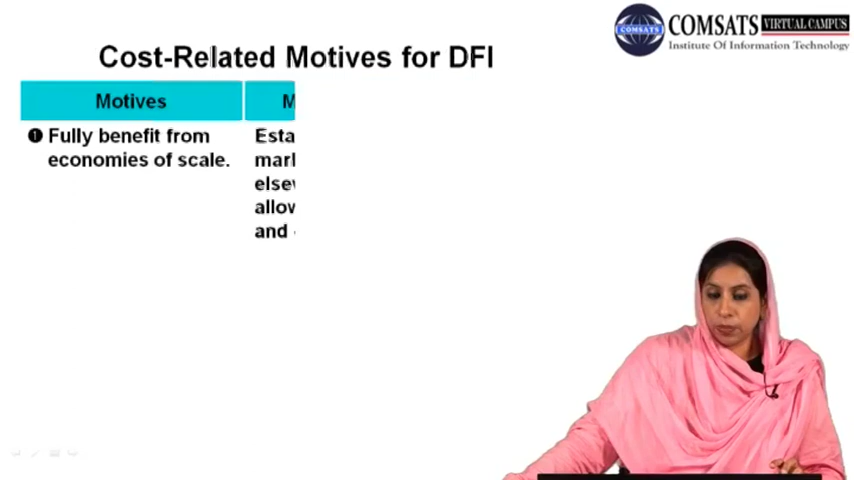 COMSATS VIRTUAL CAMPUS
Institute Of Information Technology
COMSATS
Cost-Related Motives for DFI
Motives
❶ Fully benefit from
economies of scale.
and